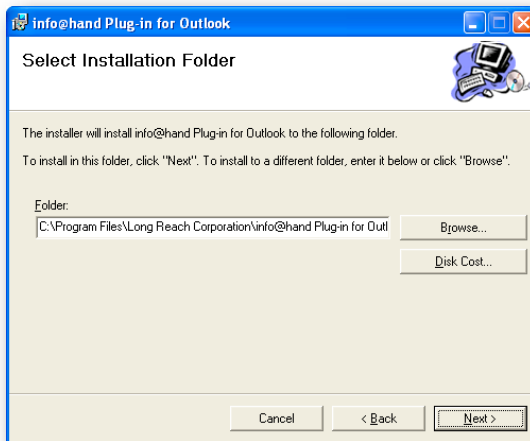 info@hand Plug-in for Outlook
Select Installation Folder
The installer will install info@hand Plug-in for Outlook to the following folder.
To install in this folder, click "Next". To install to a different folder, enter it below or click "Browse".
Folder:
C:\Program Files\Long Reach Corporation\info@hand Plug-in for Outl
Browse...
Disk Cost...
Cancel
< Back
Next >